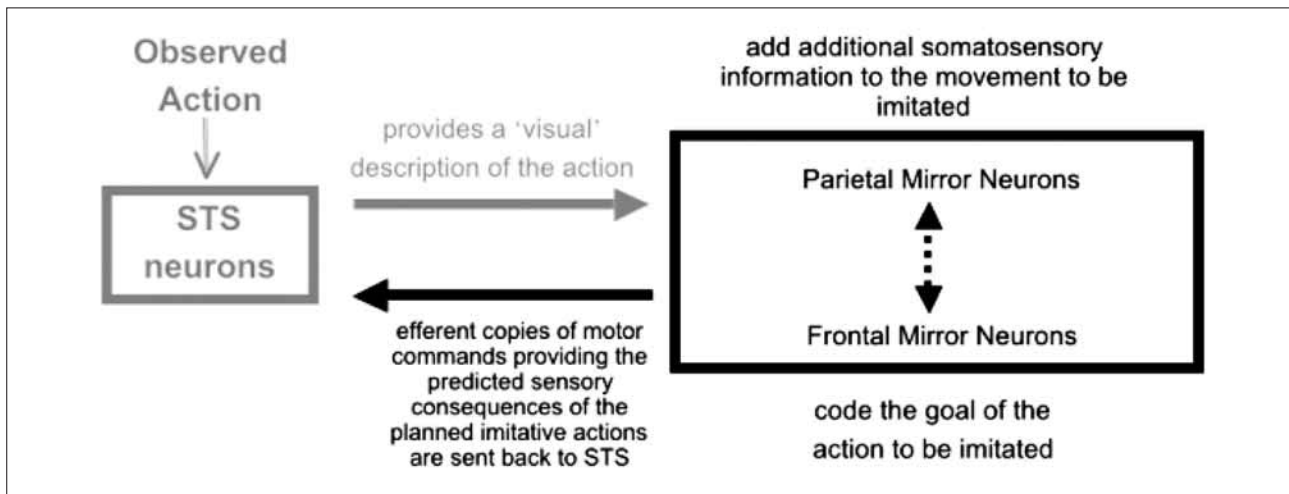 Observed
Action
STS
neurons
provides a ‘visual’
description of the action
efferent copies of motor
commands providing the
predicted sensory
consequences of the
planned imitative actions
are sent back to STS
add additional somatosensory
information to the movement to be
imitated
Parietal Mirror Neurons
Frontal Mirror Neurons
code the goal of the
action to be imitated